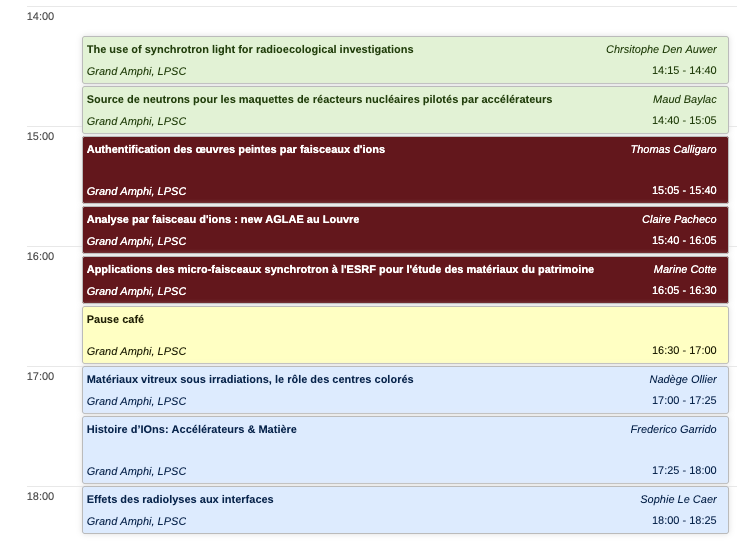 14:00
The use of synchrotron light for radioecological investigations Chrsitophe Den Auwer
Grand Amphi, LPSC 14:15 - 14:40
Source de neutrons pour les maquettes de réacteurs nucléaires pilotés par accélérateurs Maud Baylac
Grand Amphi, LPSC 14:40 - 15:05
15:00
Authentification des œuvres peintes par faisceaux d'ions Thomas Calligaro
Grand Amphi, LPSC 15:05 - 15:40
Analyse par faisceau d'ions : new AGLAE au Louvre Claire Pacheco
Grand Amphi, LPSC 15:40 - 16:05
16:00
Applications des micro-faisceaux synchrotron à l'ESRF pour l'étude des matériaux du patrimoine Marine Cotte
Grand Amphi, LPSC 16:05 - 16:30
Pause café
Grand Amphi, LPSC 16:30 - 17:00
17:00
Matériaux vitreux sous irradiations, le rôle des centres colorés Nadège Ollier
Grand Amphi, LPSC 17:00 - 17:25
Histoire d'IOns: Accélérateurs & Matière Frederico Garrido
Grand Amphi, LPSC 17:25 - 18:00
18:00
Effets des radiolyses aux interfaces Sophie Le Caer
Grand Amphi, LPSC 18:00 - 18:25